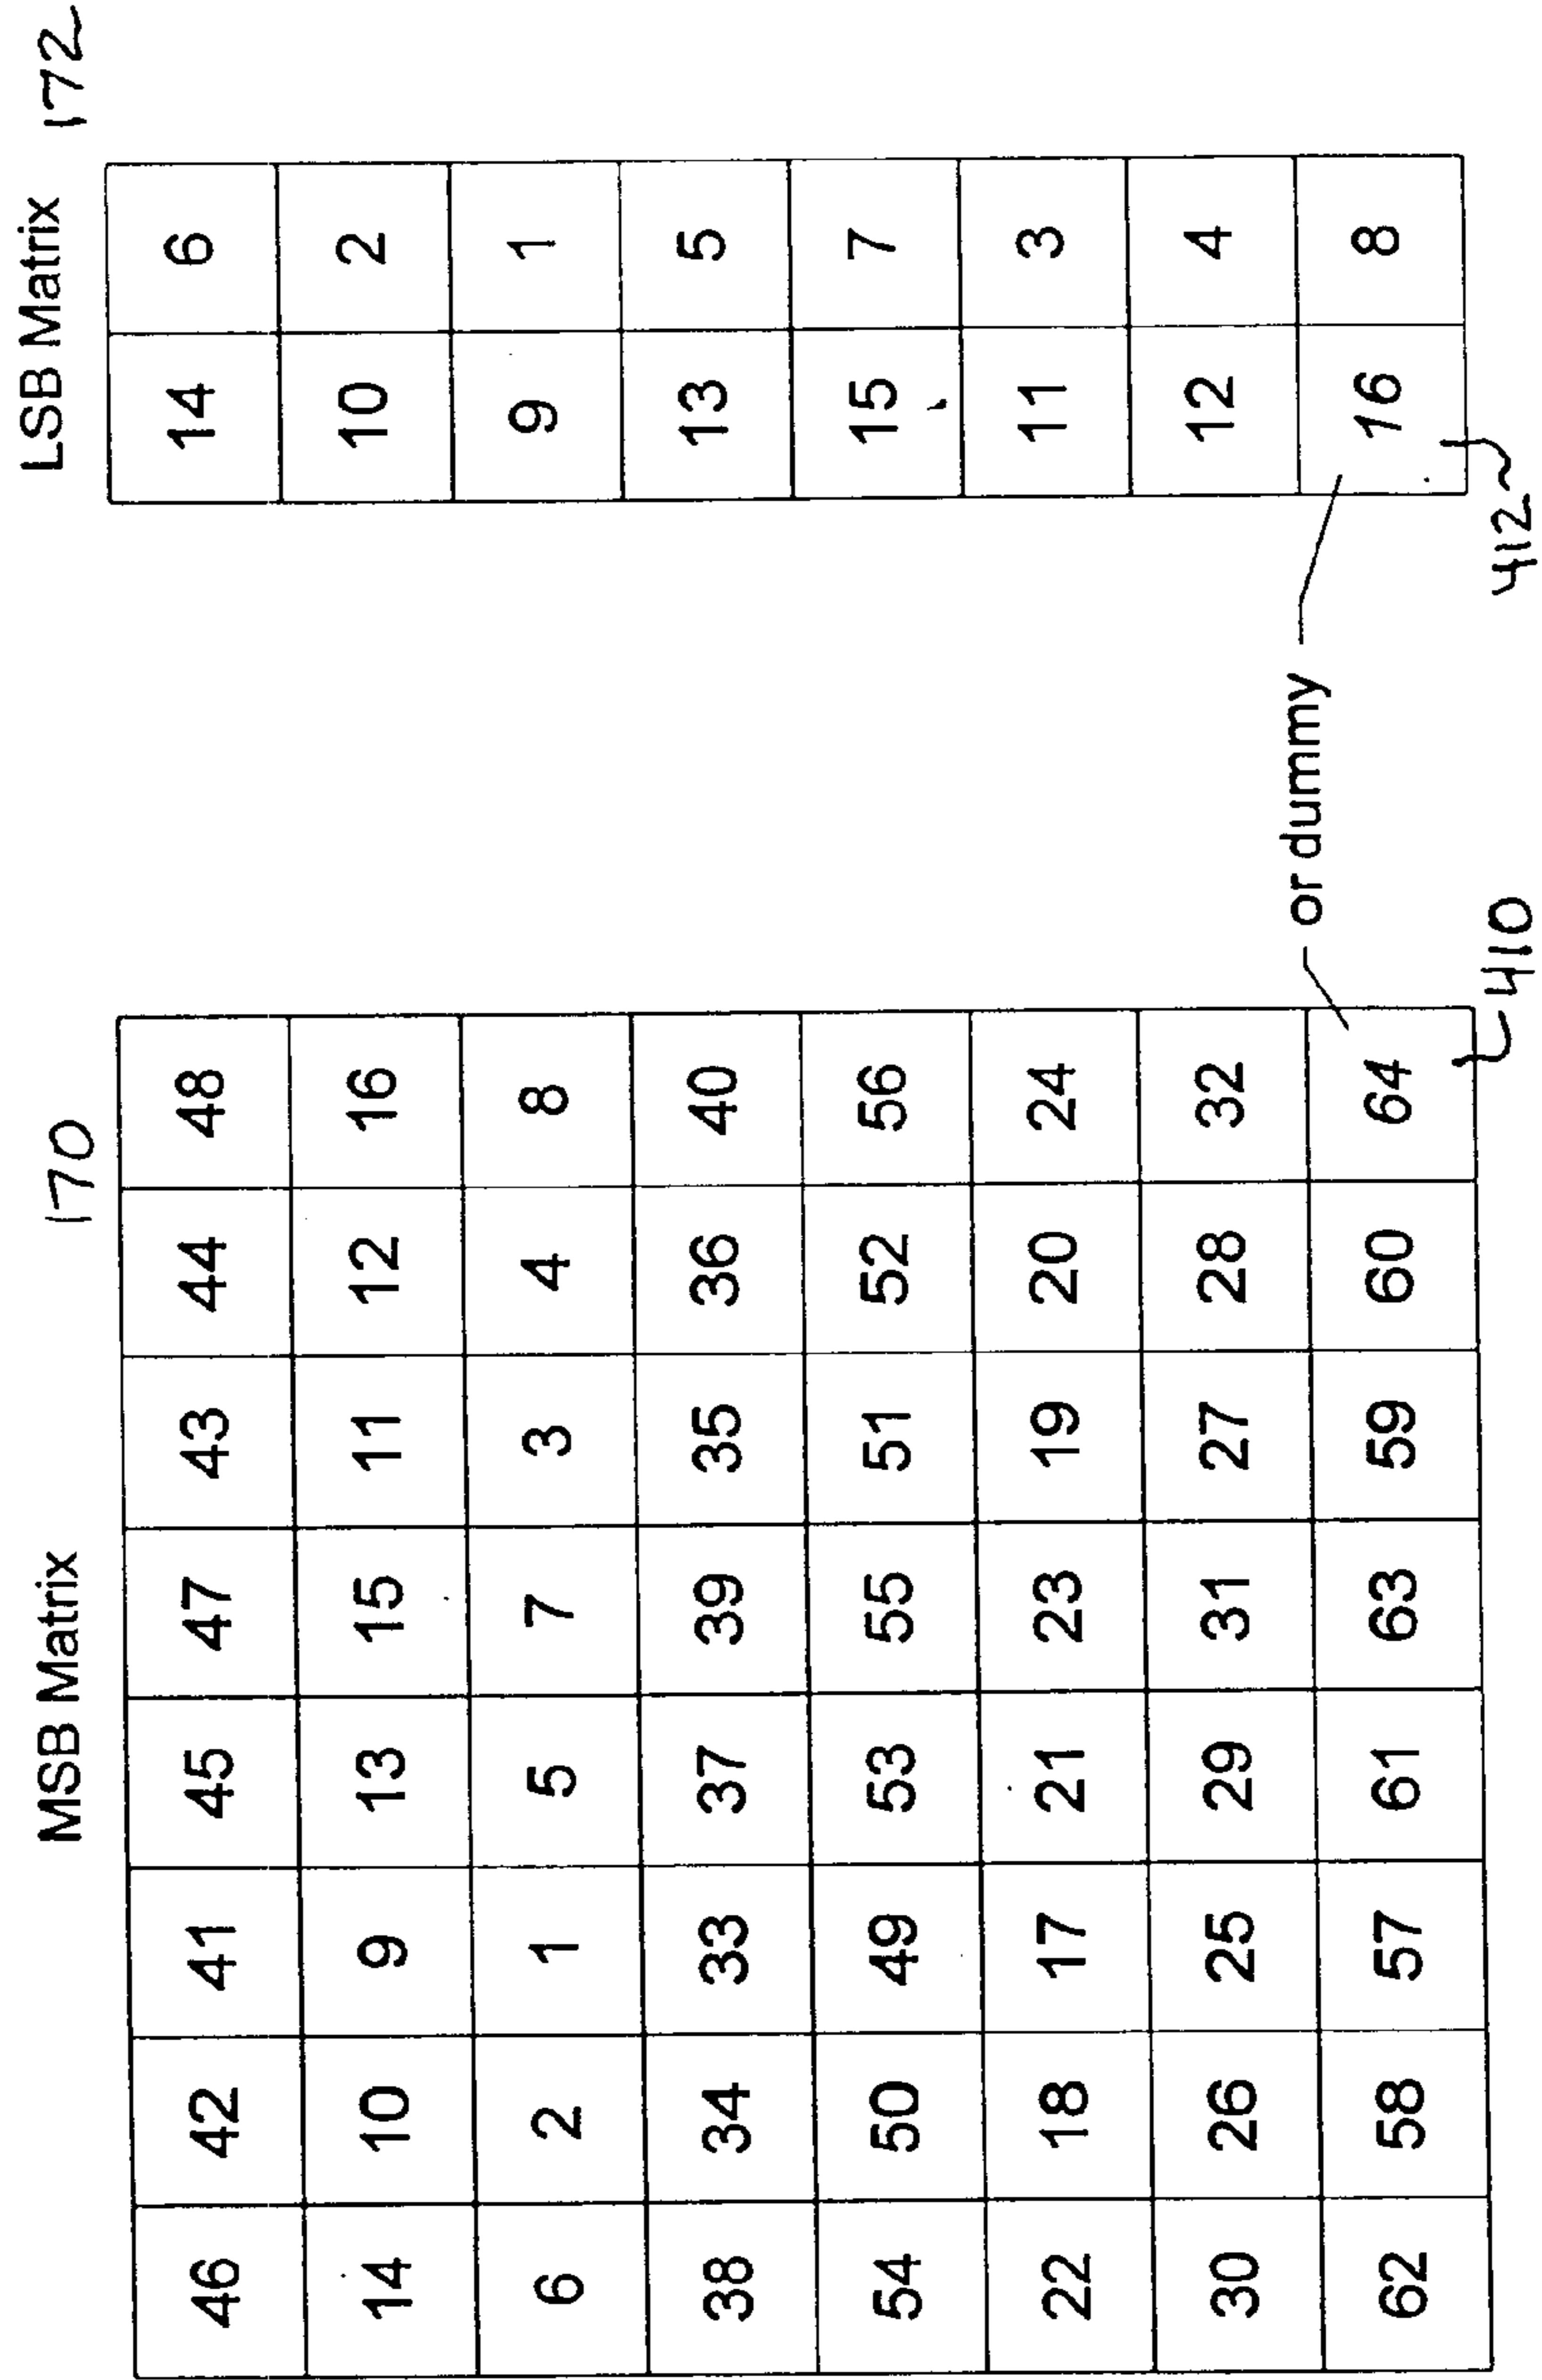 MSB Matrix 170
46 42 41 45 47 43 44 48
14 10 9 13 15 11 12 16
6 2 1 5 7 3 4 8
38 34 33 37 39 35 36 40
54 50 49 53 55 51 52 56
22 18 17 21 23 19 20 24
30 26 25 29 31 27 28 32
62 58 57 61 63 59 60 64
410
or dummy
LSB Matrix 172
14 6
10 2
9 1
13 5
15 7
11 3
12 4
16 8
412